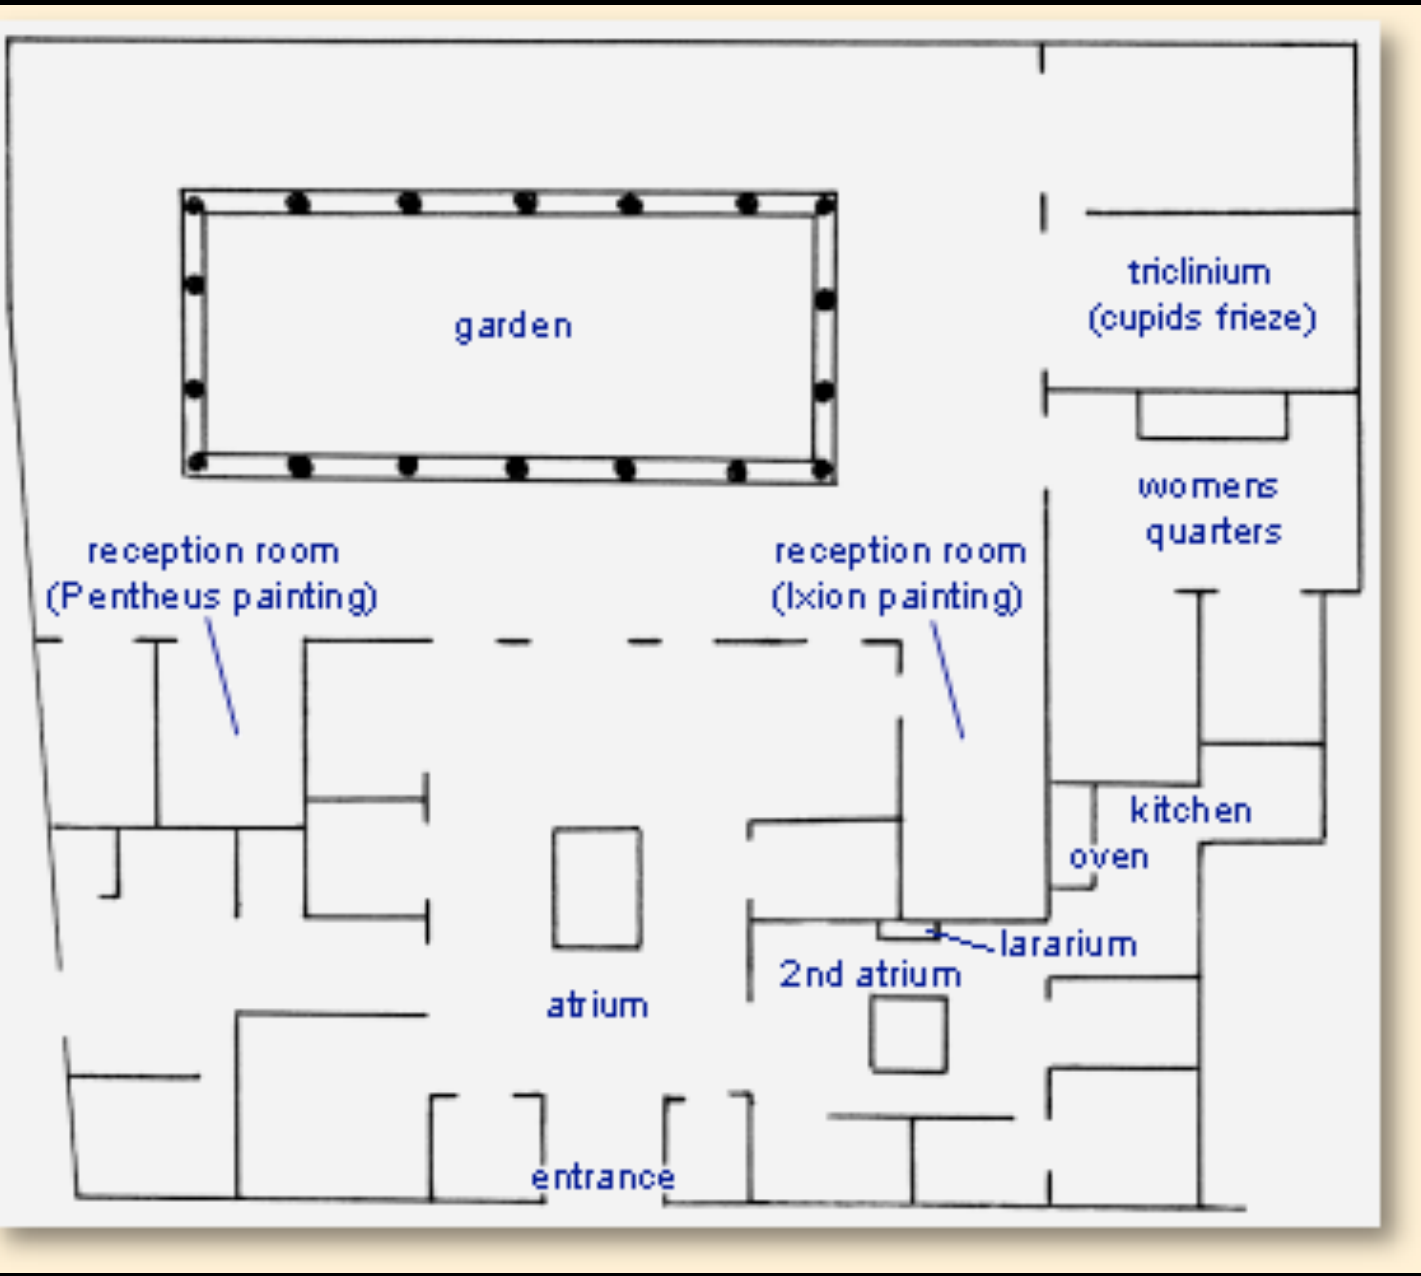 triclinium
(cupids frieze)
garden
womens
quarters
reception room
(Pentheus painting)
reception room
(Ixion painting)
kitchen
oven
lararium
2nd atrium
atrium
entrance